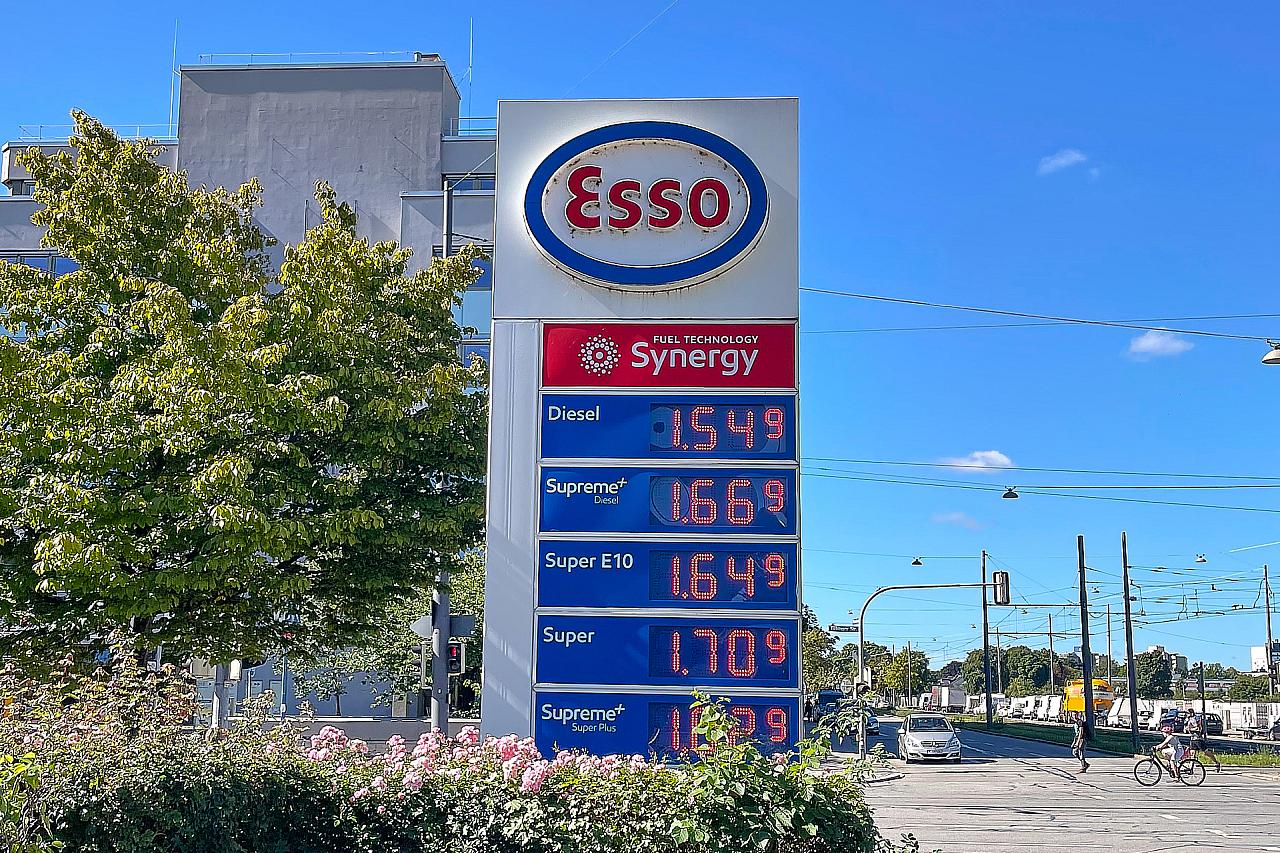 Esso
FUEL TECHNOLOGY
Synergy
Diesel 1.549
Supreme+ 1.669
Diesel
Super E10 1.649
Super 1.709
Supreme+
Super Plus